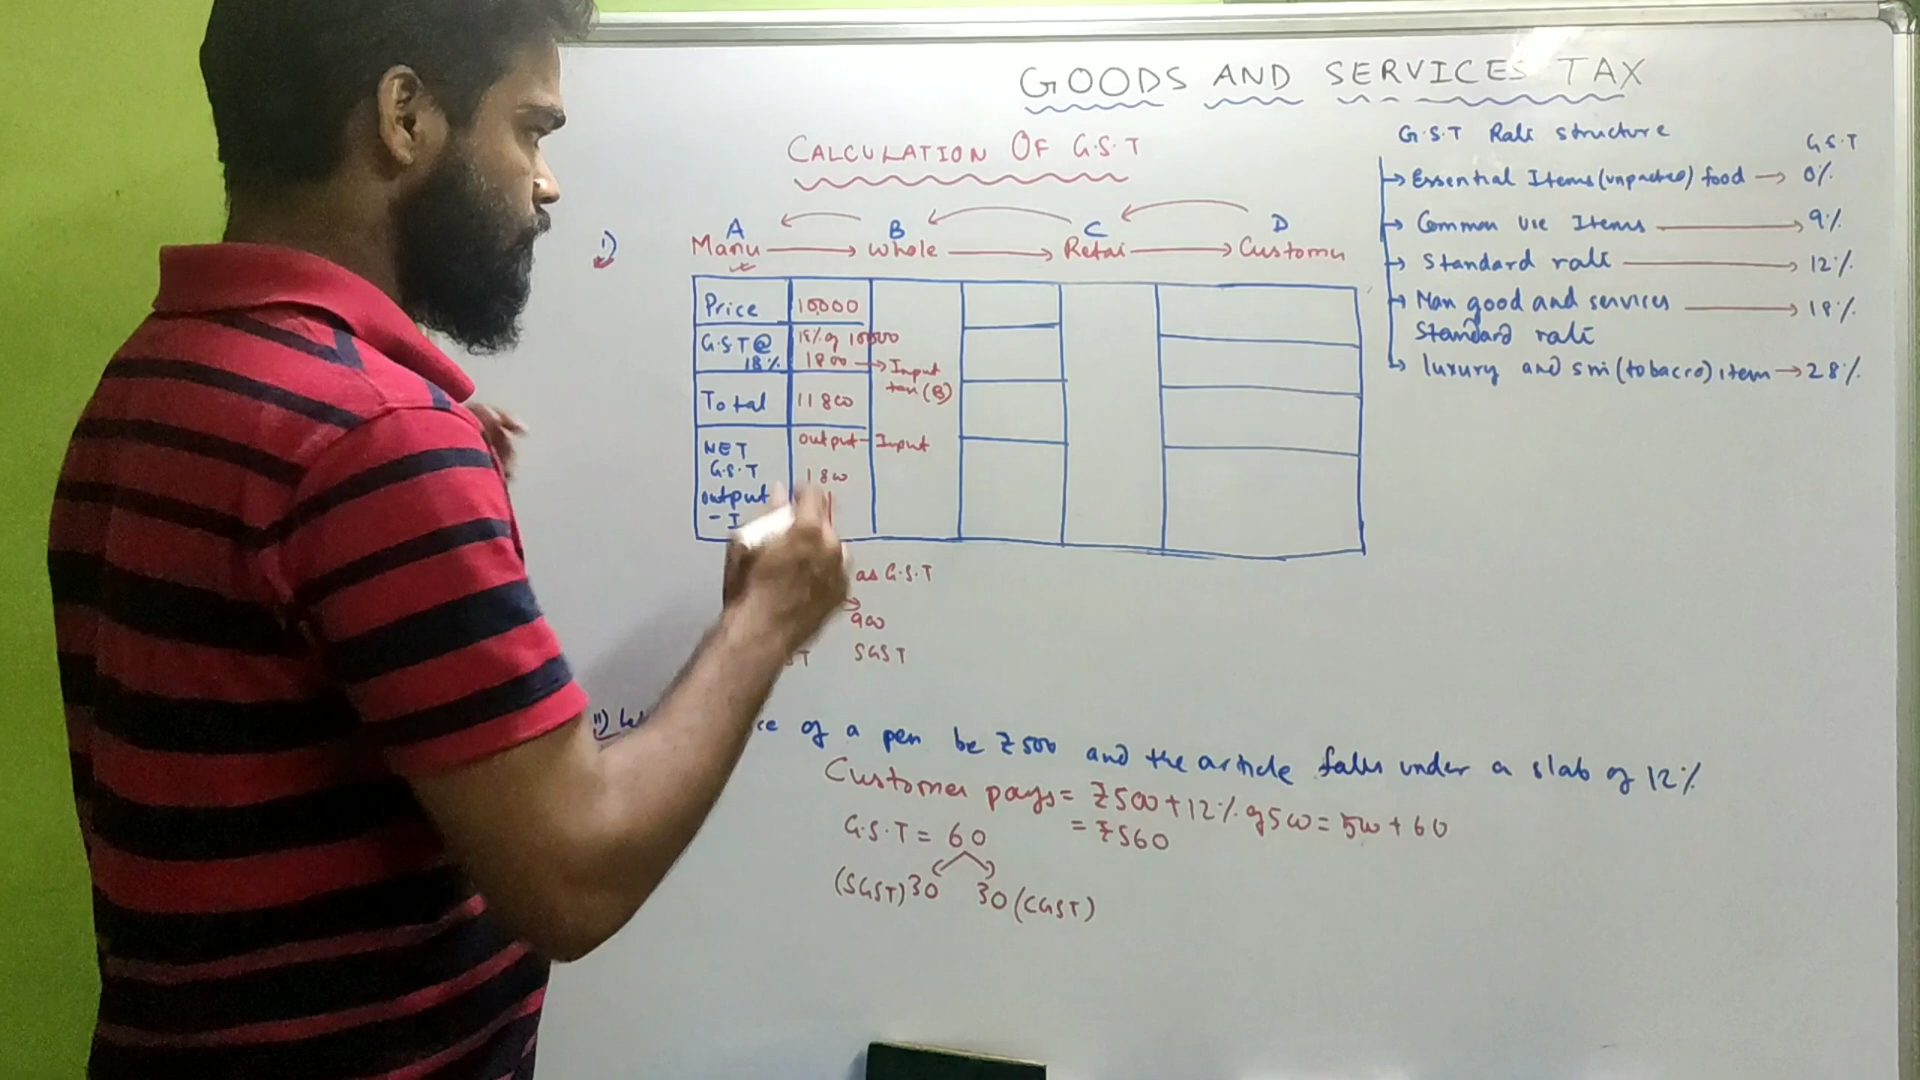 GOODS AND SERVICES TAX
CALCULATION OF G.S.T
G.S.T Rate structure
G.S.T
Essential Items (unpacked) food → 0%
Common Use Items → 9%
Standard rate → 12%
Man good and services → 18%
Standard rate
luxury and sin (tobacco) item → 28%
i)
A B C D
Manu → whole → Retai → Customer
Price 10,000
G.S.T @ 18% of 10000
18% 1800 → Input
tax (B)
Total 11800
NET output - Input
G.S.T 1800
output
- I
as G.S.T
900
SGST
ii)
of a pen be ₹500 and the article falls under a slab of 12%
Customer pays = ₹500 + 12% of 500 = 500 + 60
= ₹560
G.S.T = 60
(SGST) 30 30 (CGST)